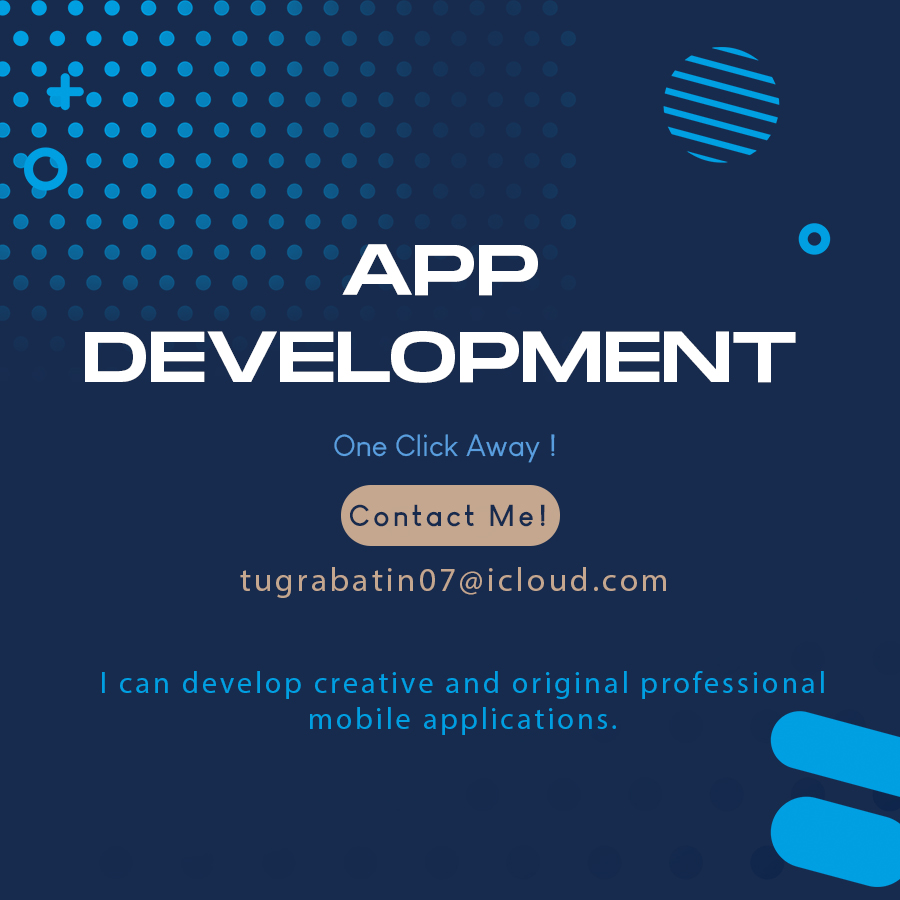 APP
DEVELOPMENT
One Click Away !
Contact Me!
tugrabatin07@icloud.com
I can develop creative and original professional
mobile applications.